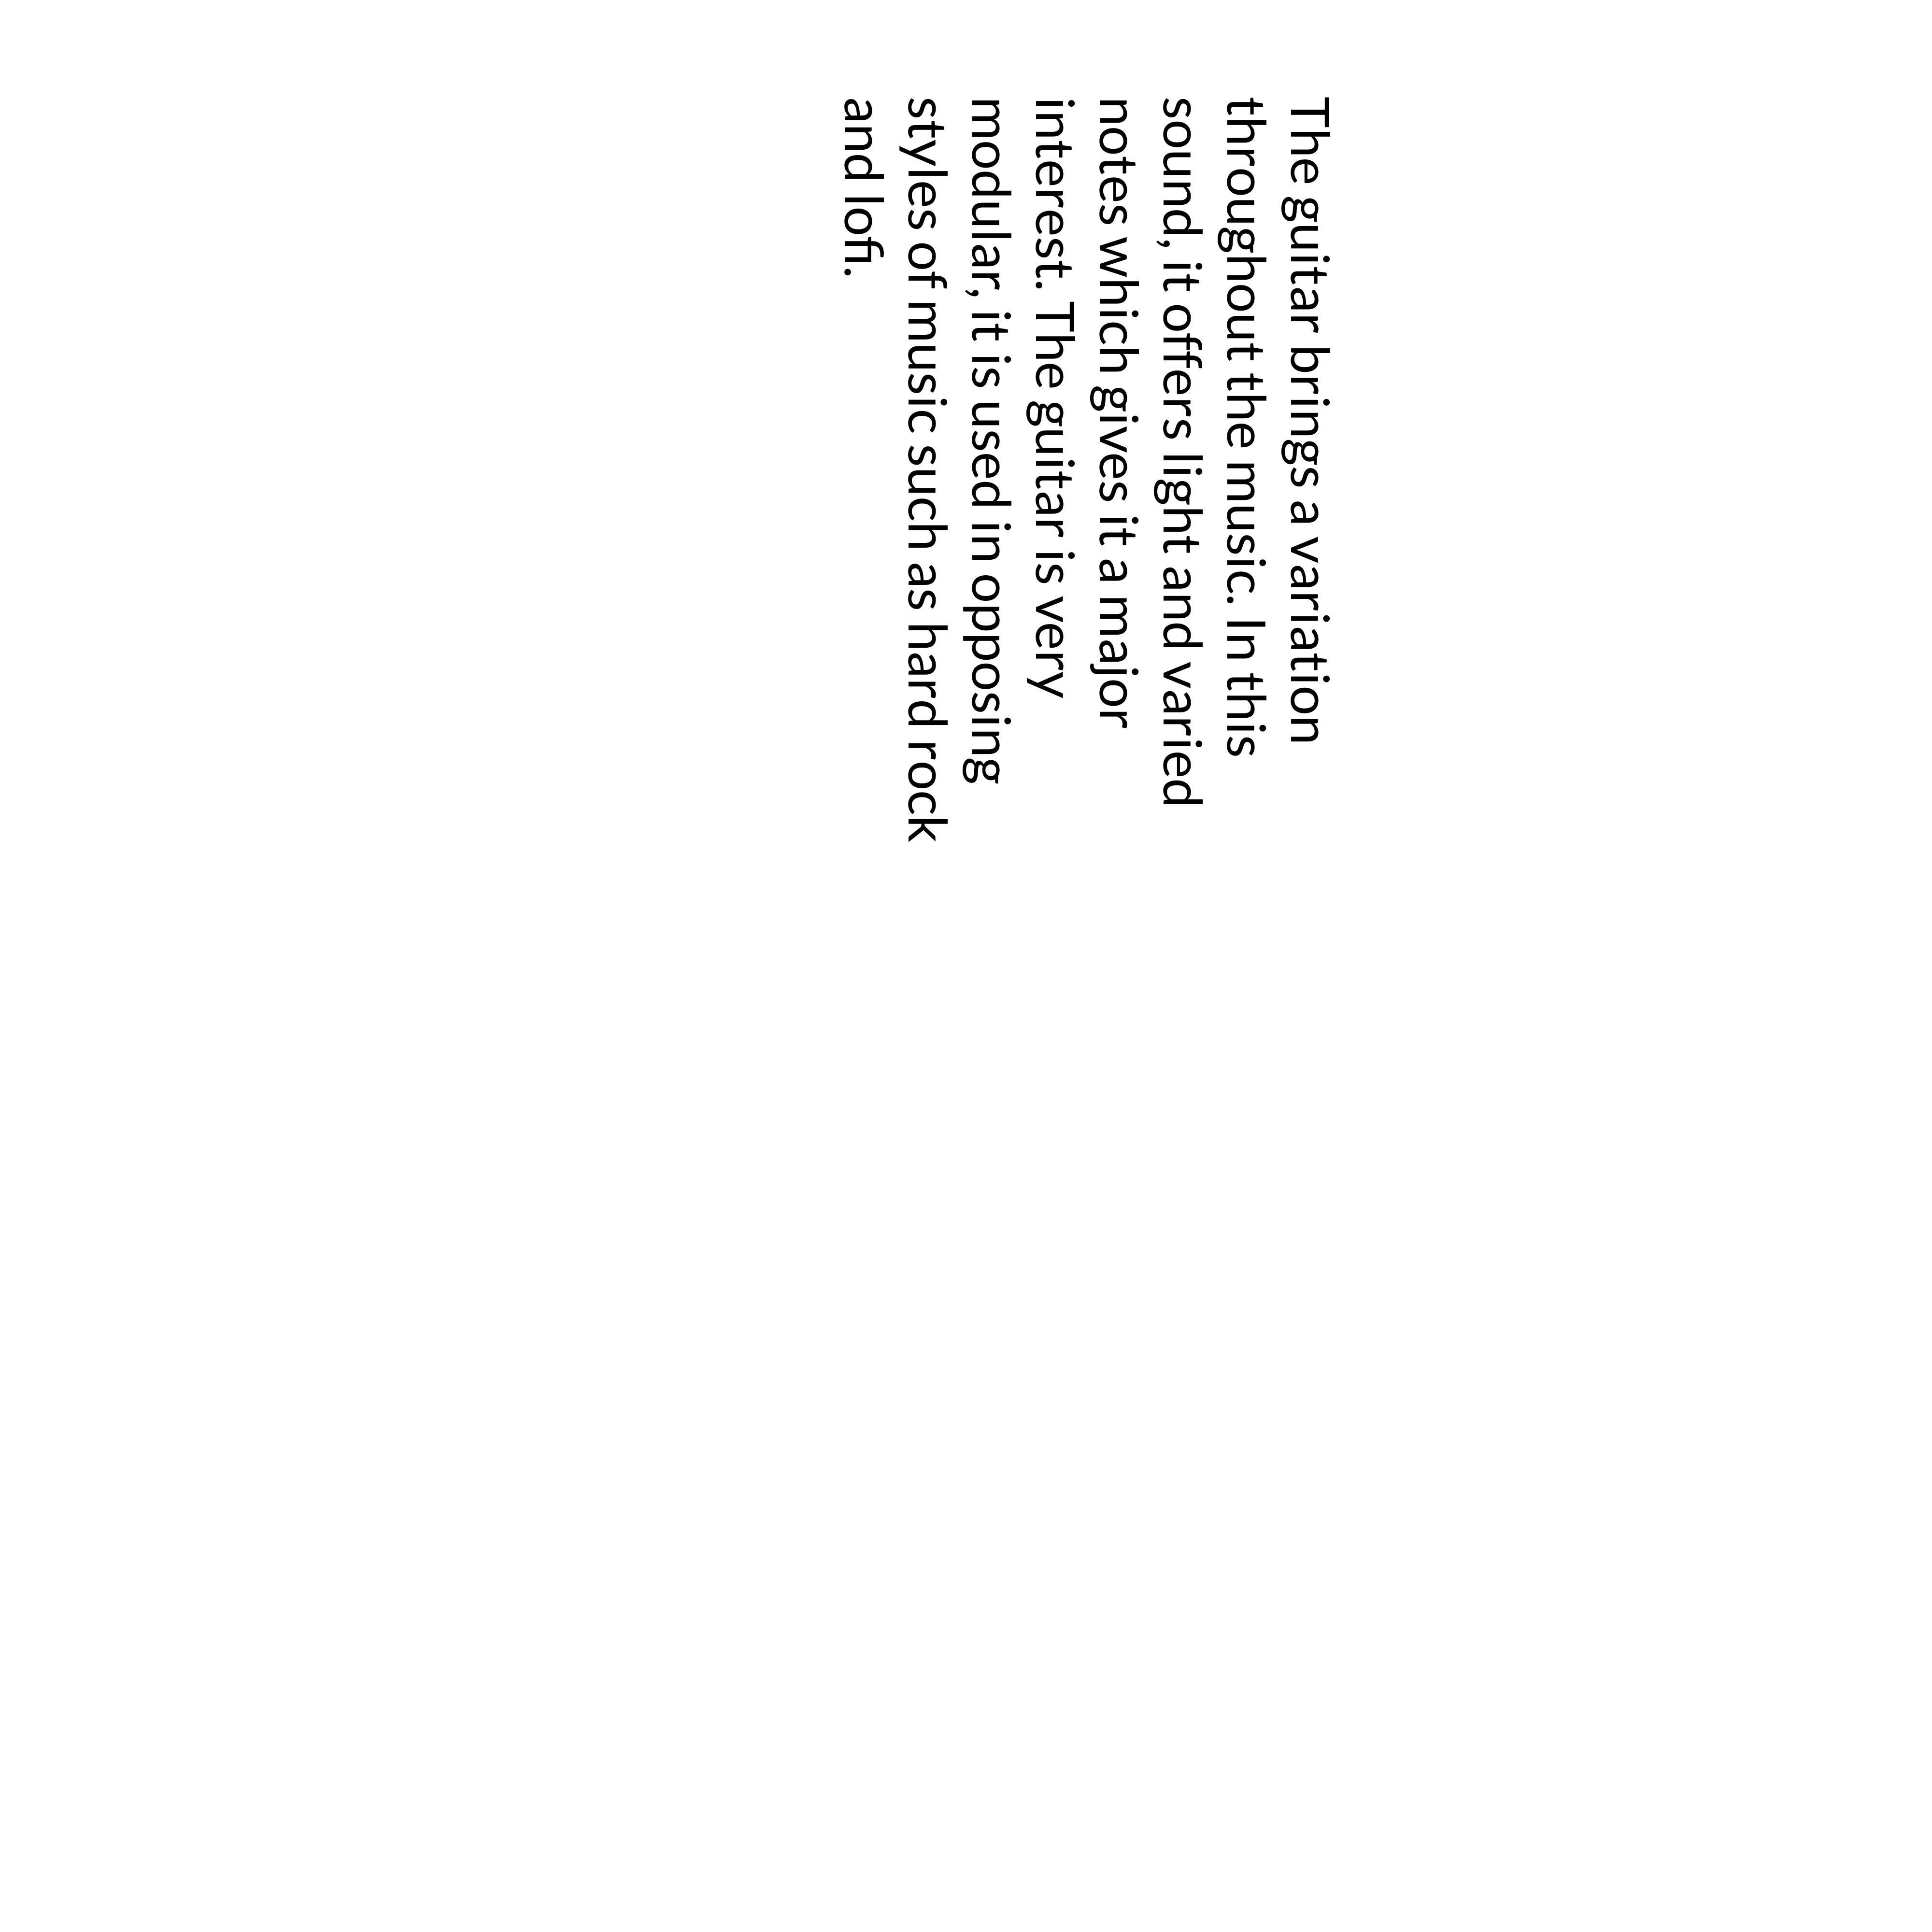 The guitar brings a variation
throughout the music. In this
sound, it offers light and varied
notes which gives it a major
interest. The guitar is very
modular, it is used in opposing
styles of music such as hard rock
and lofi.